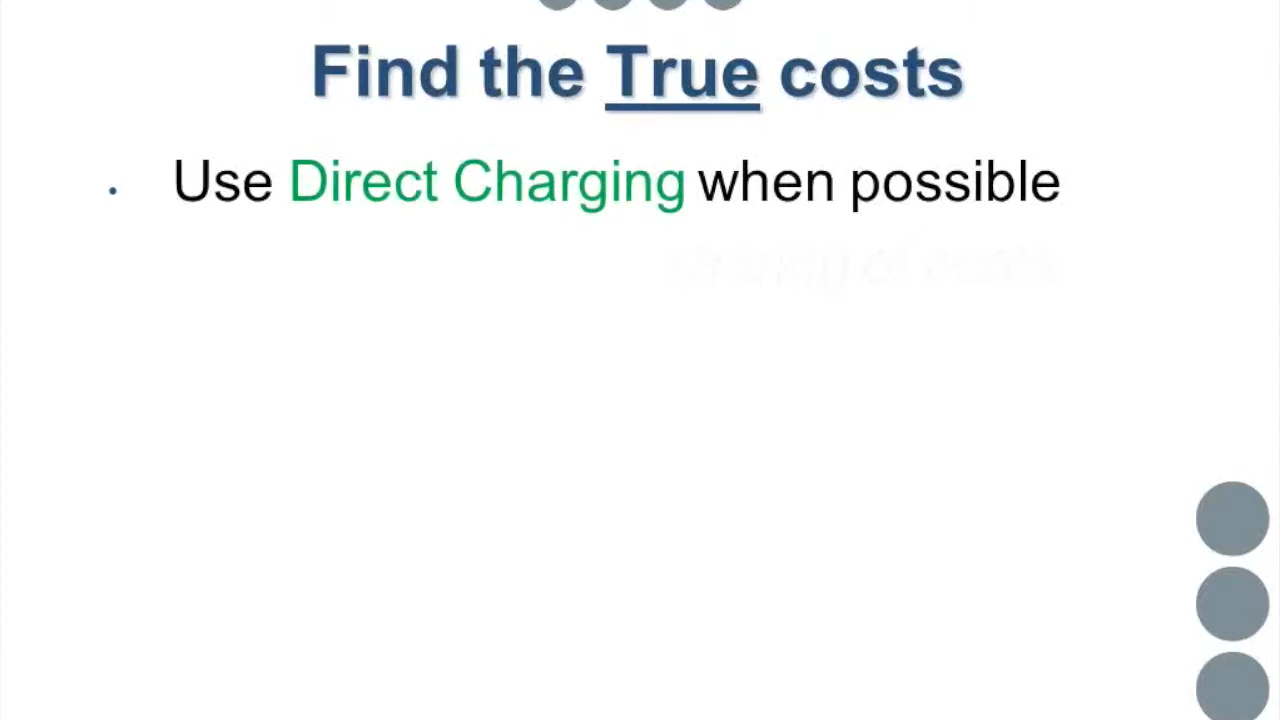 Find the True costs
Use Direct Charging when possible